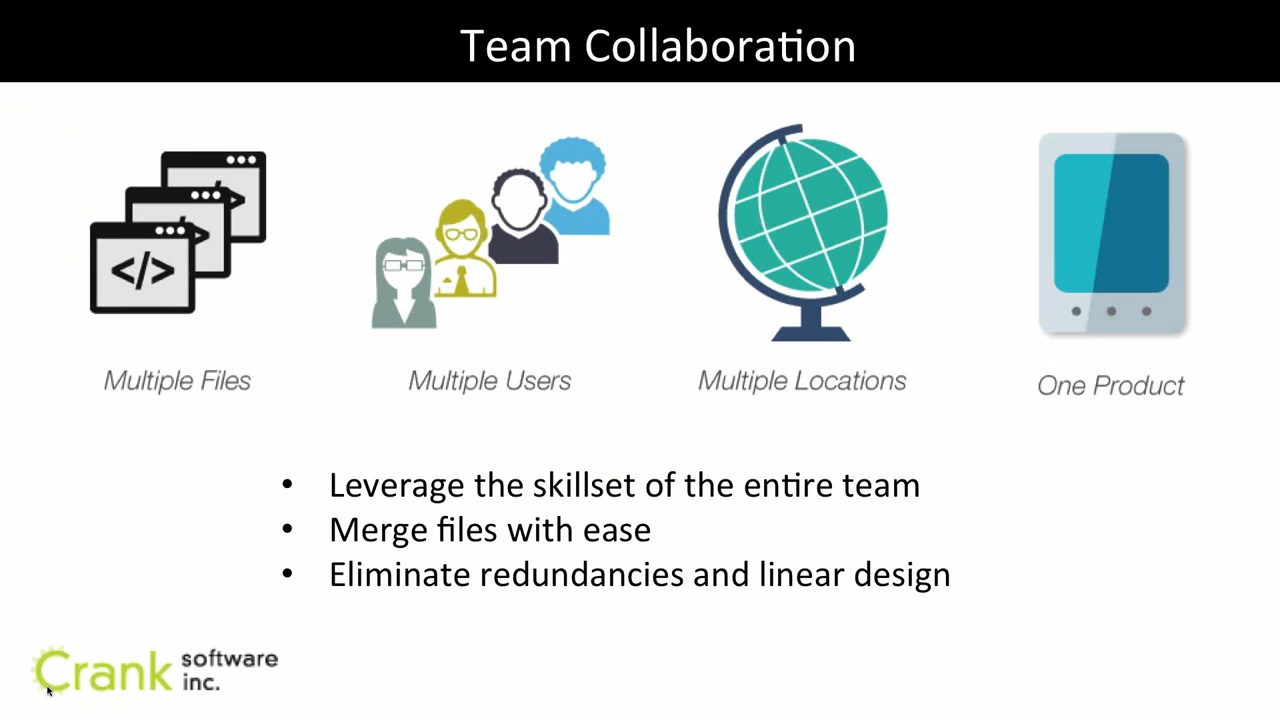 Team Collaboration
</>
Multiple Files
Multiple Users
Multiple Locations
One Product
• Leverage the skillset of the entire team
• Merge files with ease
• Eliminate redundancies and linear design
Crank software inc.